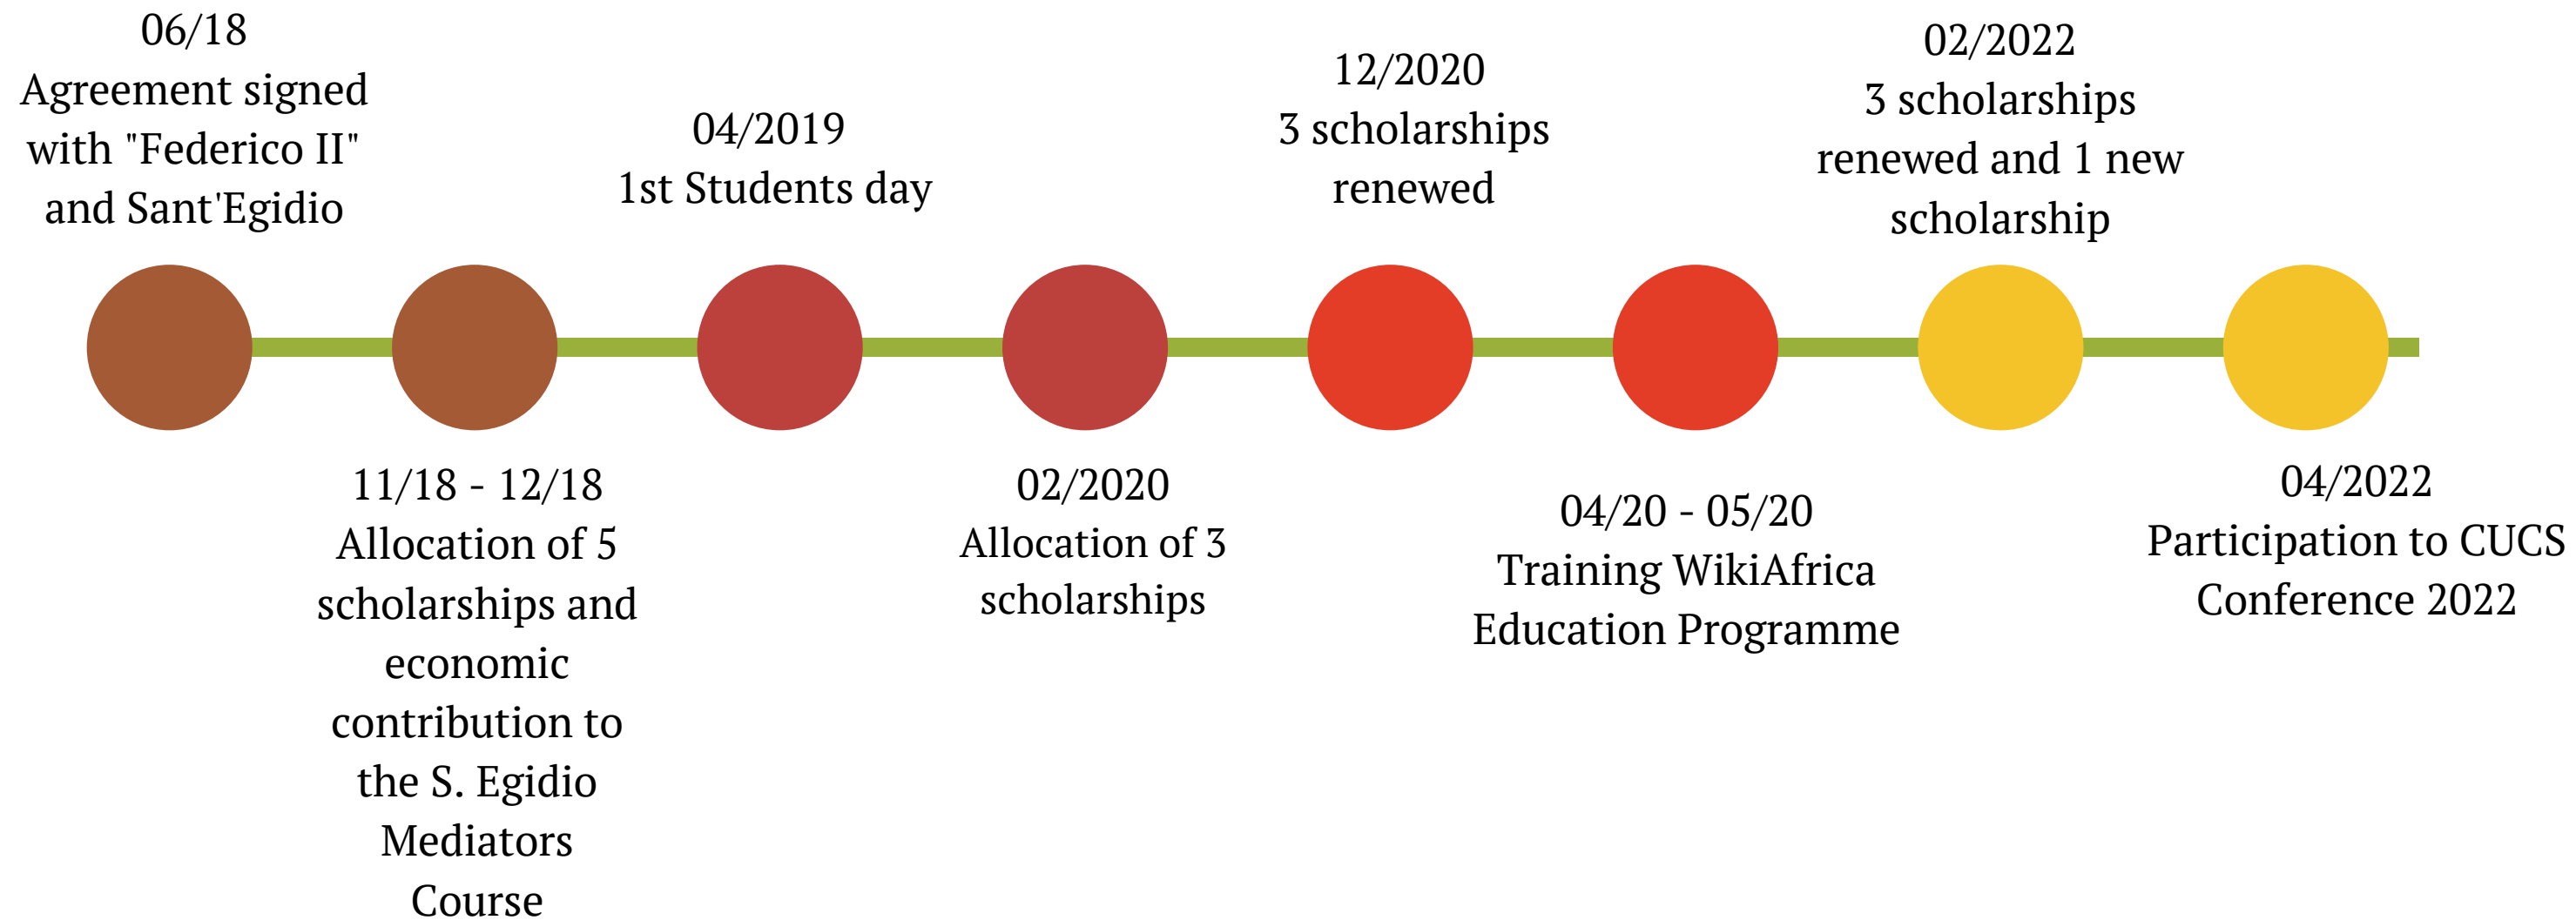 06/18
Agreement signed
with "Federico II"
and Sant'Egidio
11/18 - 12/18
Allocation of 5
scholarships and
economic
contribution to
the S. Egidio
Mediators
Course
04/2019
1st Students day
02/2020
Allocation of 3
scholarships
12/2020
3 scholarships
renewed
04/20 - 05/20
Training WikiAfrica
Education Programme
02/2022
3 scholarships
renewed and 1 new
scholarship
04/2022
Participation to CUCS
Conference 2022